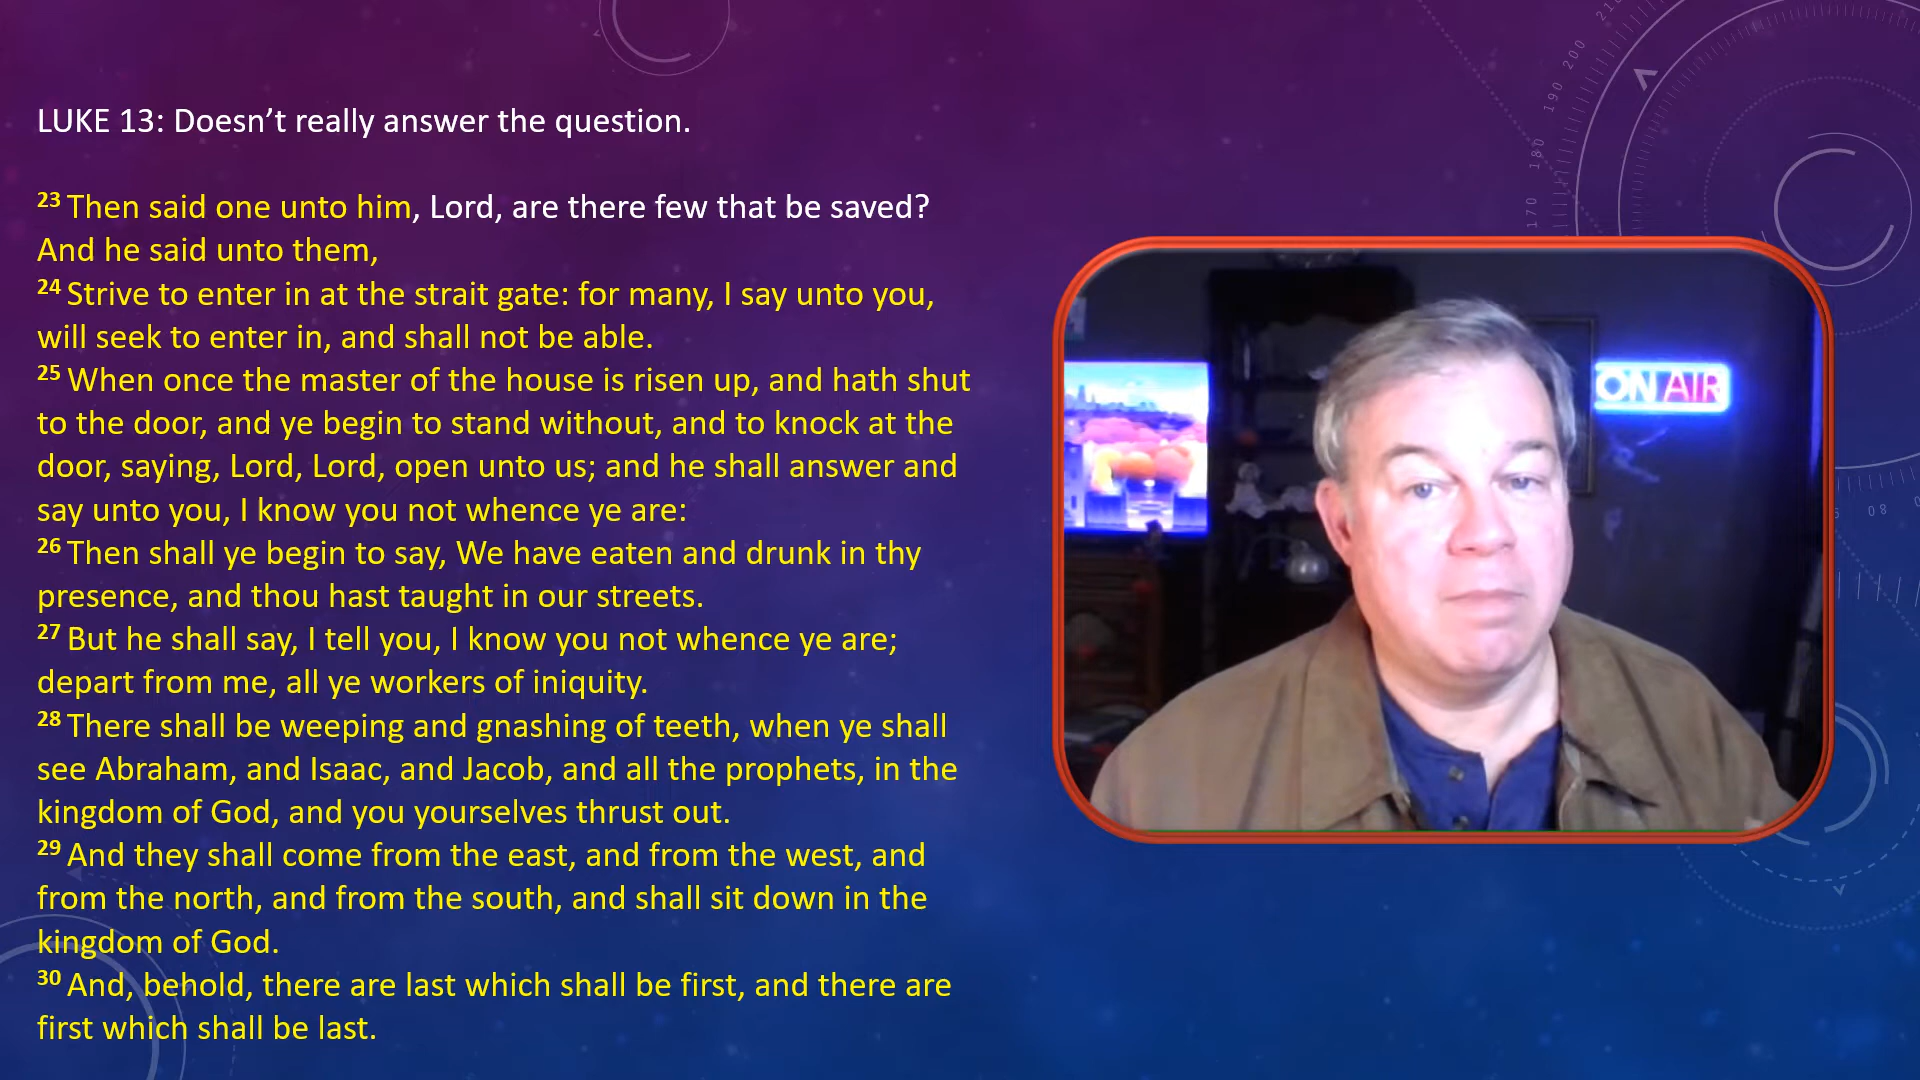 LUKE 13: Doesn’t really answer the question.
23 Then said one unto him, Lord, are there few that be saved?
And he said unto them,
24 Strive to enter in at the strait gate: for many, I say unto you,
will seek to enter in, and shall not be able.
25 When once the master of the house is risen up, and hath shut
to the door, and ye begin to stand without, and to knock at the
door, saying, Lord, Lord, open unto us; and he shall answer and
say unto you, I know you not whence ye are:
26 Then shall ye begin to say, We have eaten and drunk in thy
presence, and thou hast taught in our streets.
27 But he shall say, I tell you, I know you not whence ye are;
depart from me, all ye workers of iniquity.
28 There shall be weeping and gnashing of teeth, when ye shall
see Abraham, and Isaac, and Jacob, and all the prophets, in the
kingdom of God, and you yourselves thrust out.
29 And they shall come from the east, and from the west, and
from the north, and from the south, and shall sit down in the
kingdom of God.
30 And, behold, there are last which shall be first, and there are
first which shall be last.
ON AIR
210
200
190
180
170
80